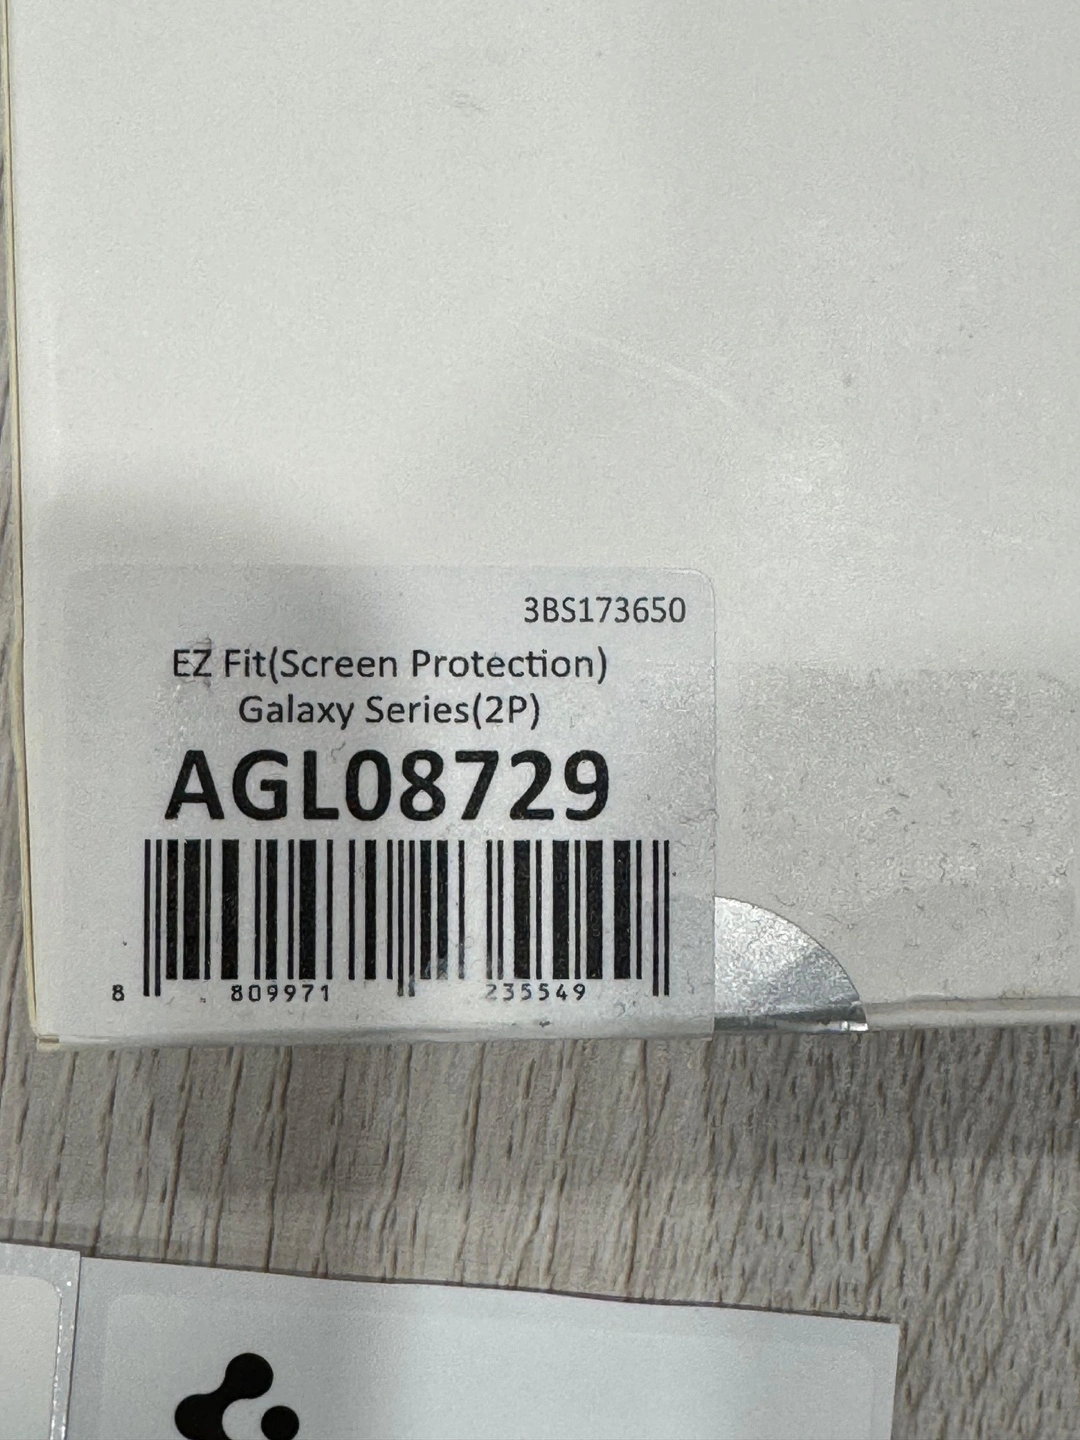 3BS173650
EZ Fit(Screen Protection)
Galaxy Series(2P)
AGL08729
8 809971 235549